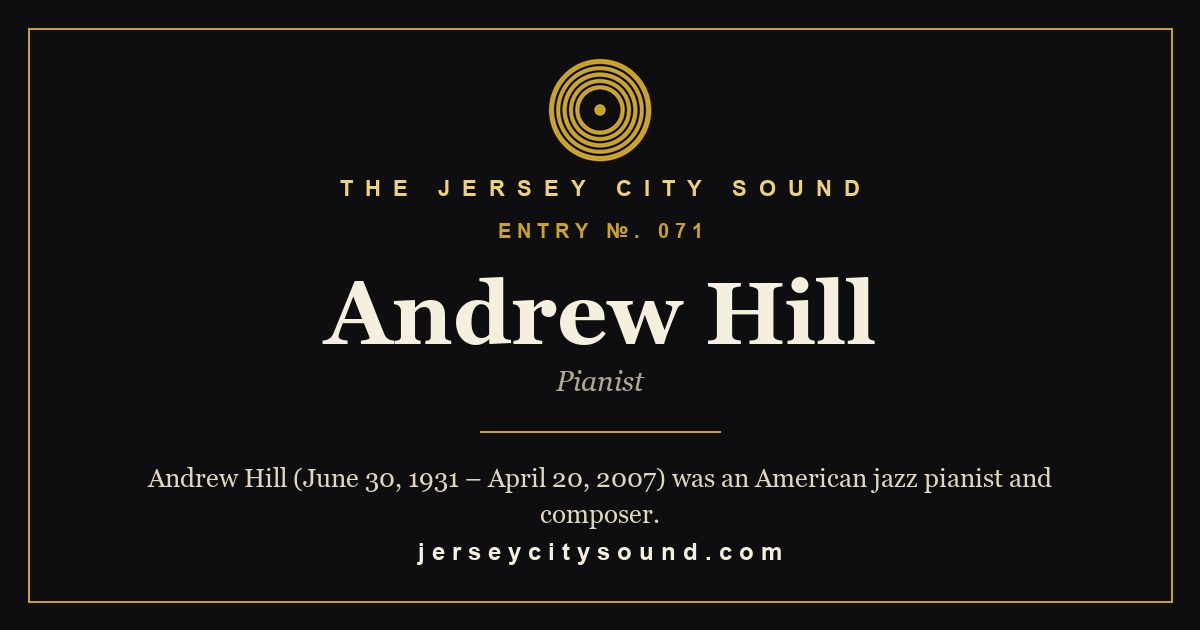 THE JERSEY CITY SOUND
ENTRY №. 071
Andrew Hill
Pianist
Andrew Hill (June 30, 1931 – April 20, 2007) was an American jazz pianist and
composer.
jerseycitysound.com